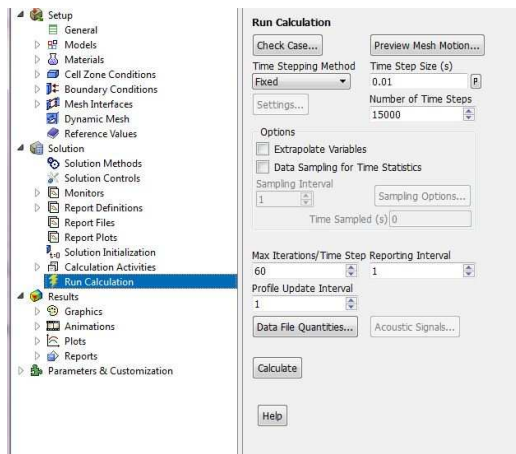 Setup
General
Models
Materials
Cell Zone Conditions
Boundary Conditions
Mesh Interfaces
Dynamic Mesh
Reference Values
Solution
Solution Methods
Solution Controls
Monitors
Report Definitions
Report Files
Report Plots
t=0 Solution Initialization
Calculation Activities
Run Calculation
Results
Graphics
Animations
Plots
Reports
Parameters & Customization
Run Calculation
Check Case... Preview Mesh Motion...
Time Stepping Method Time Step Size (s)
Fixed 0.01 P
Settings... Number of Time Steps
15000
Options
Extrapolate Variables
Data Sampling for Time Statistics
Sampling Interval
1 Sampling Options...
Time Sampled (s) 0
Max Iterations/Time Step Reporting Interval
60 1
Profile Update Interval
1
Data File Quantities... Acoustic Signals...
Calculate
Help